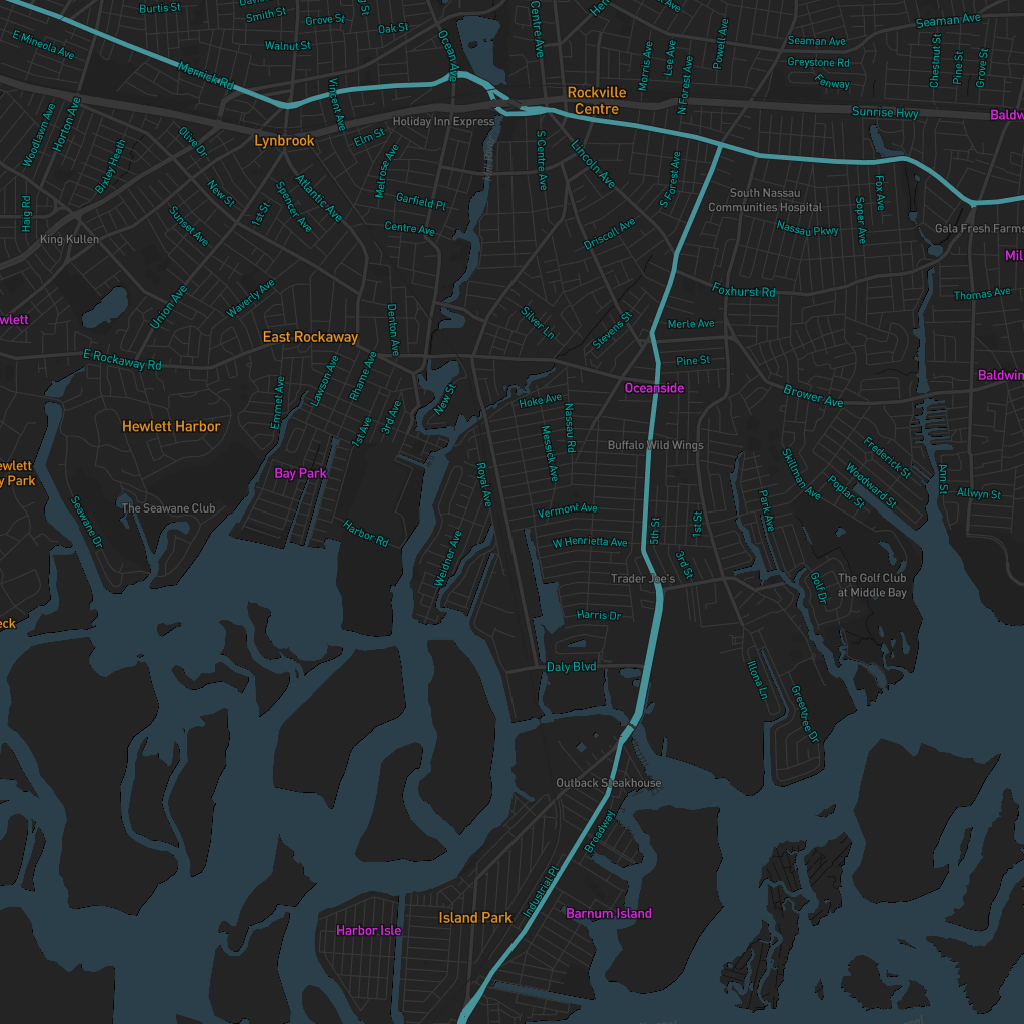 Burtis St
Smith St
Grove St
Oak St
Ocean Ave
Centre Ave
Powell Ave
Seaman Ave
Seaman Ave
E Mineola Ave
Walnut St
Merrick Rd
Vincent Ave
Morris Ave
Lee Ave
N Forest Ave
Greystone Rd
Fenway
Chestnut St
Pine St
Grove St
Rockville
Centre
Sunrise Hwy
Woodlawn Ave
Horton Ave
Lynbrook
Elm St
Holiday Inn Express
Olive Dr
Bixley Heath
Melrose Ave
S Centre Ave
Lincoln Ave
S Forest Ave
South Nassau
Communities Hospital
Fox Ave
Soper Ave
New St
1st St
Spencer Ave
Atlantic Ave
Garfield Pl
Haig Rd
King Kullen
Sunset Ave
Centre Ave
Driscoll Ave
Nassau Pkwy
Gala Fresh Farms
Union Ave
Waverly Ave
Foxhurst Rd
Thomas Ave
East Rockaway
Denton Ave
Silver Ln
Stevens St
Merle Ave
E Rockaway Rd
Pine St
Lawson Ave
Rhame Ave
Emmet Ave
Oceanside
New St
Hoke Ave
Brower Ave
Hewlett Harbor
1st Ave
3rd Ave
Nassau Rd
Messick Ave
Buffalo Wild Wings
Bay Park
Royal Ave
Skillman Ave
Frederick St
Woodward St
Poplar St
Ann St
Allwyn St
The Seawane Club
Seawane Dr
Harbor Rd
Vermont Ave
Park Ave
W Henrietta Ave
5th St
1st St
Weidner Ave
3rd St
Trader Joe's
Golf Dr
The Golf Club
at Middle Bay
Harris Dr
Daly Blvd
Illona Ln
Greentree Dr
Outback Steakhouse
Broadway
Industrial Pl
Island Park
Barnum Island
Harbor Isle